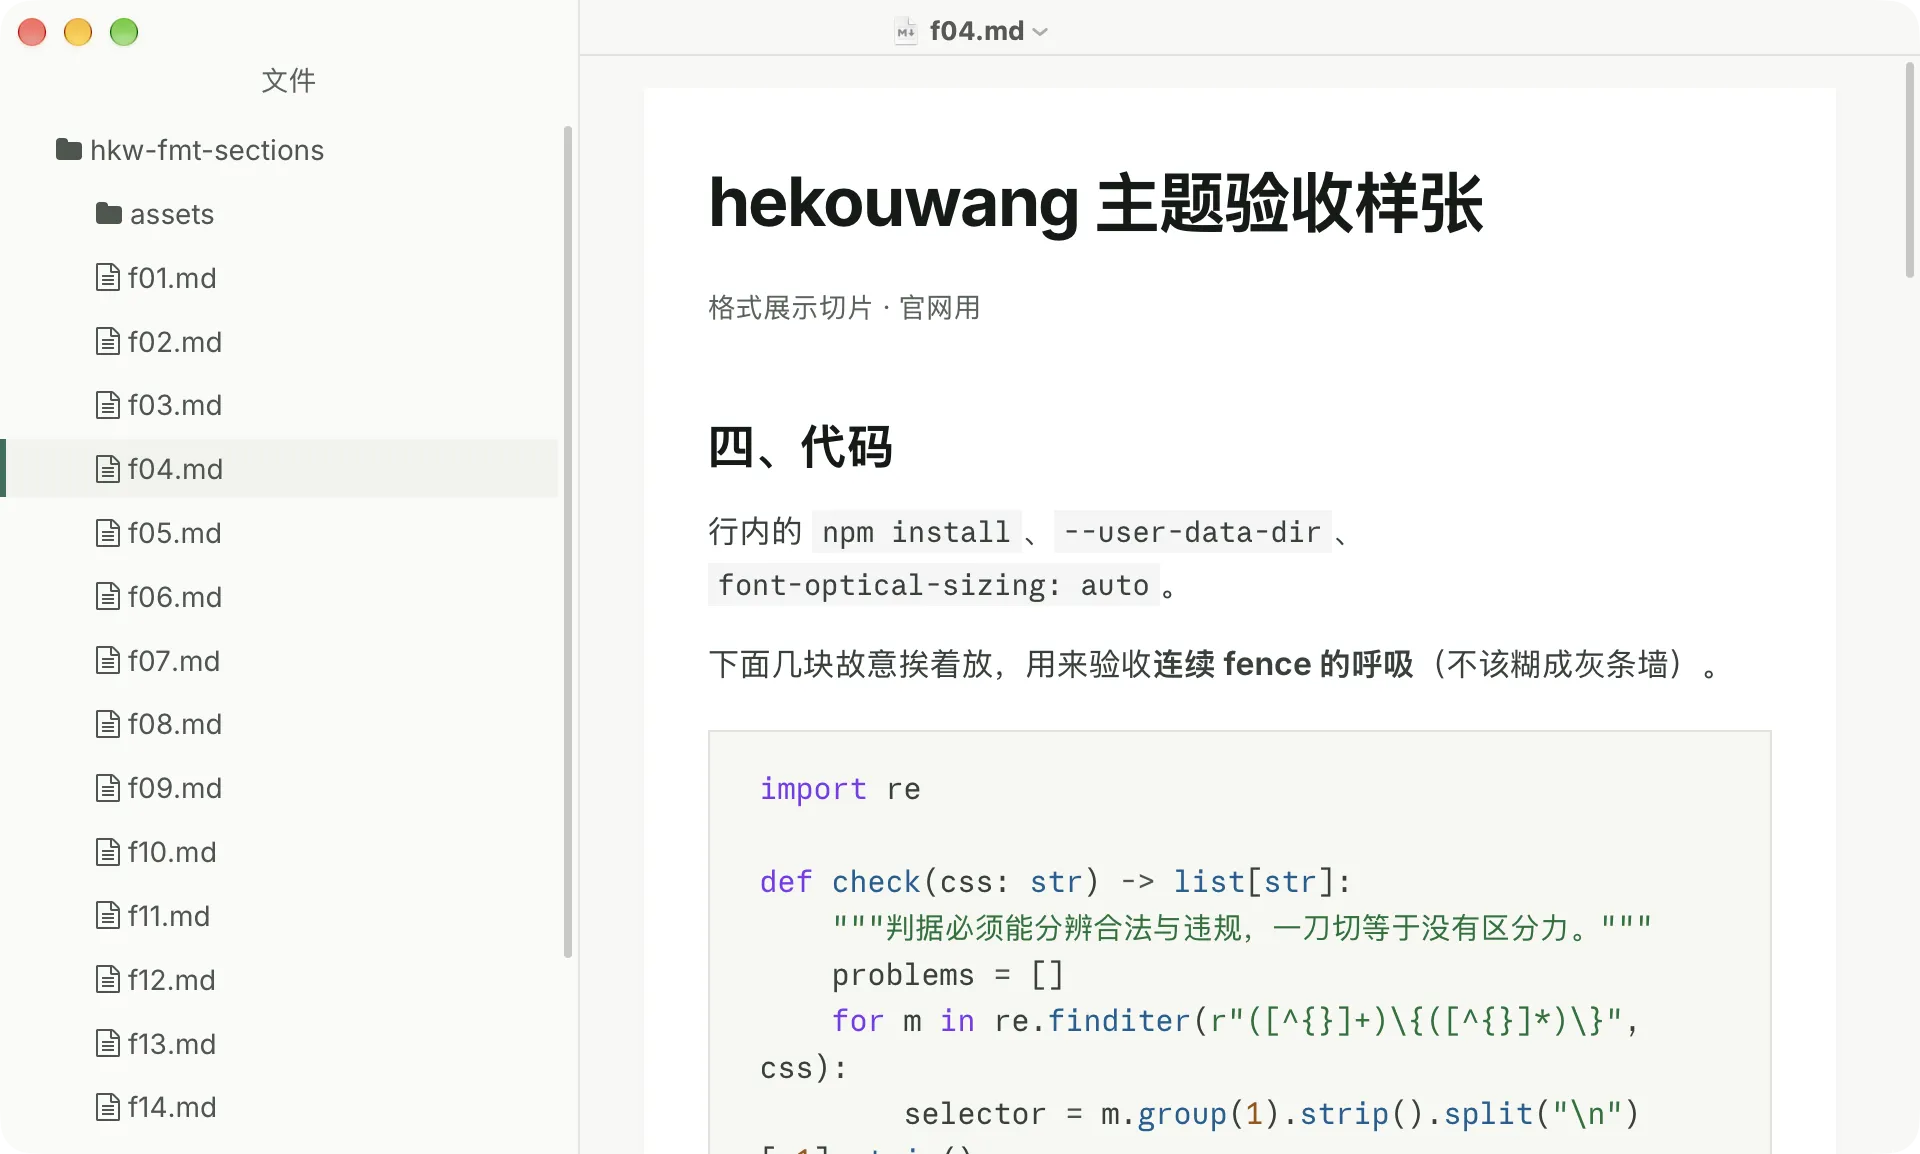 f04.md
文件
hkw-fmt-sections
assets
f01.md
f02.md
f03.md
f04.md
f05.md
f06.md
f07.md
f08.md
f09.md
f10.md
f11.md
f12.md
f13.md
f14.md
hekouwang 主题验收样张
格式展示切片 · 官网用
四、代码
行内的 npm install、--user-data-dir、
font-optical-sizing: auto。
下面几块故意挨着放，用来验收连续 fence 的呼吸（不该糊成灰条墙）。
import re
def check(css: str) -> list[str]:
    """判据必须能分辨合法与违规，一刀切等于没有区分力。"""
    problems = []
    for m in re.finditer(r"([^{}]+)\{([^{}]*)\}",
css):
        selector = m.group(1).strip().split("\n")